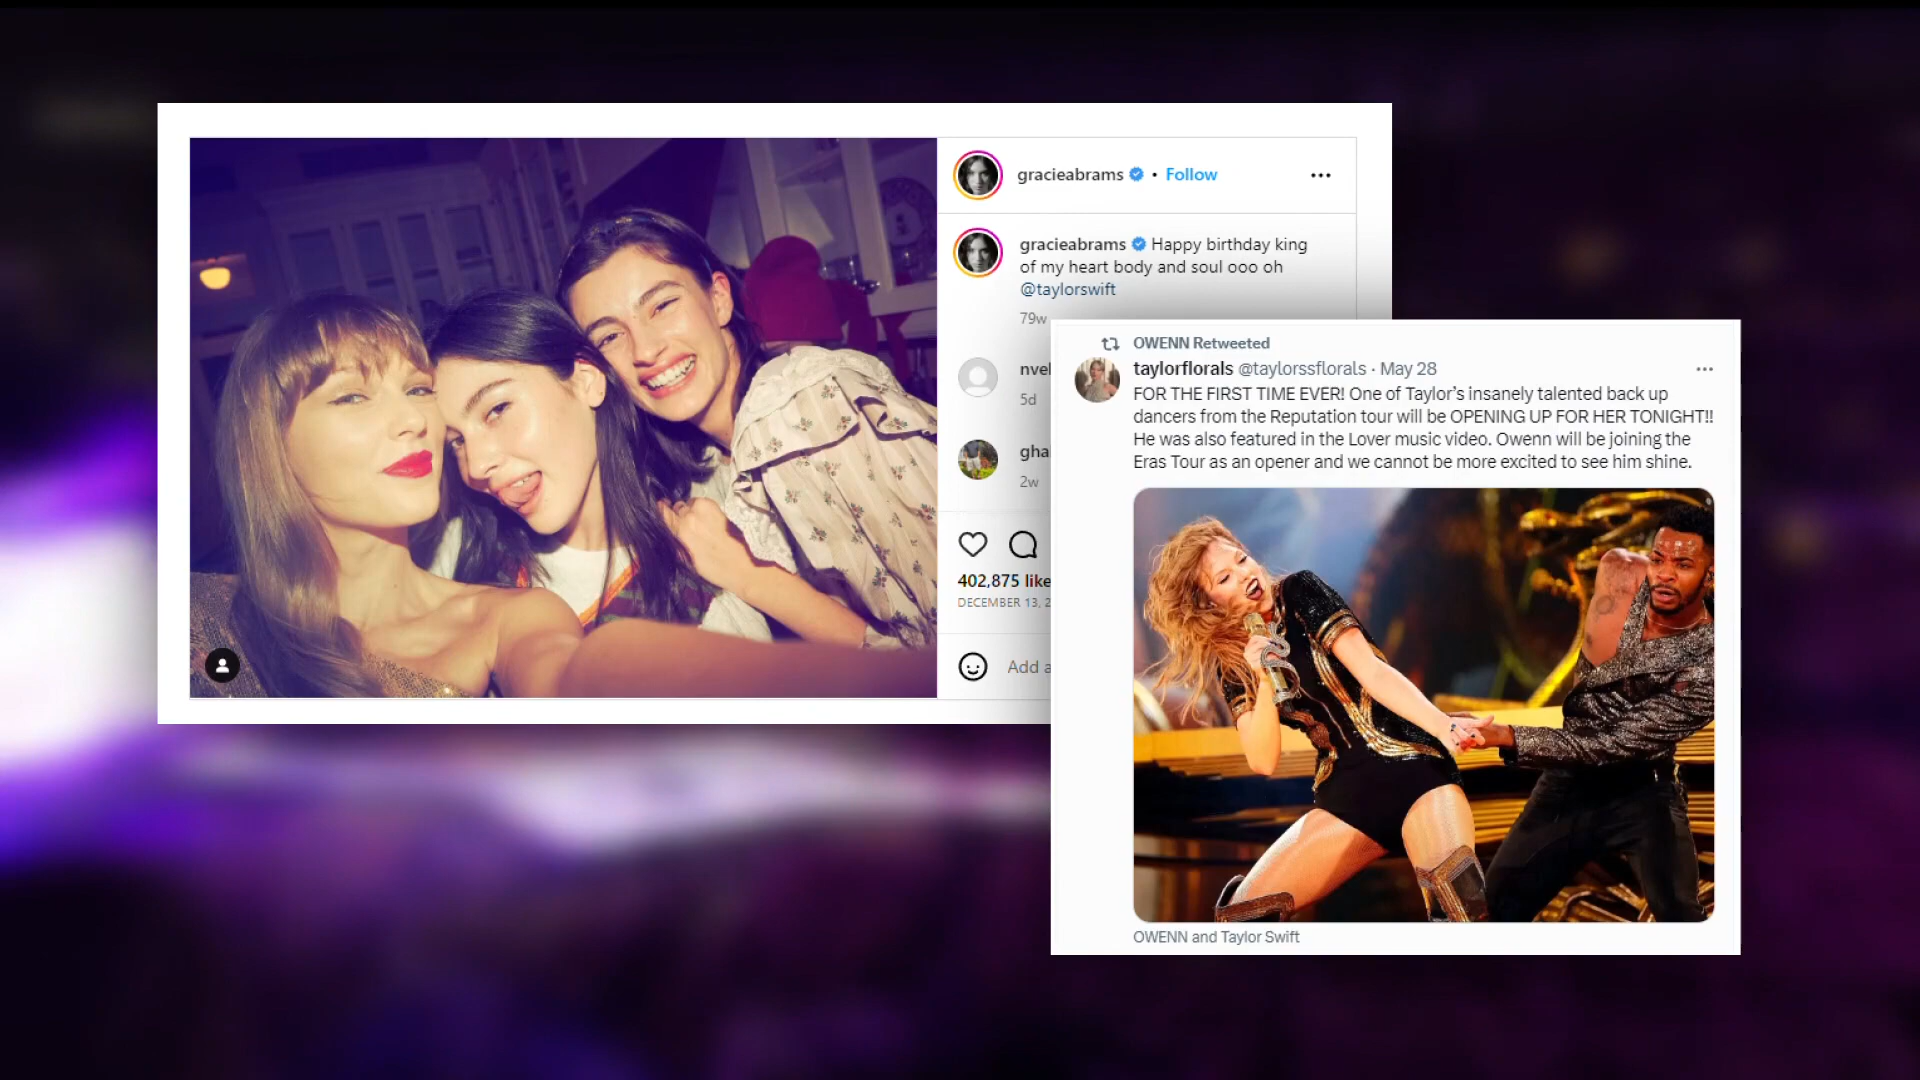 gracieabrams • Follow
gracieabrams Happy birthday king
of my heart body and soul ooo oh
@taylorswift
79w
nvel
5d
gha
2w
402,875 like
DECEMBER 13, 2
Add a
OWENN Retweeted
taylorflorals @taylorssflorals · May 28
FOR THE FIRST TIME EVER! One of Taylor’s insanely talented back up
dancers from the Reputation tour will be OPENING UP FOR HER TONIGHT!!
He was also featured in the Lover music video. Owenn will be joining the
Eras Tour as an opener and we cannot be more excited to see him shine.
OWENN and Taylor Swift